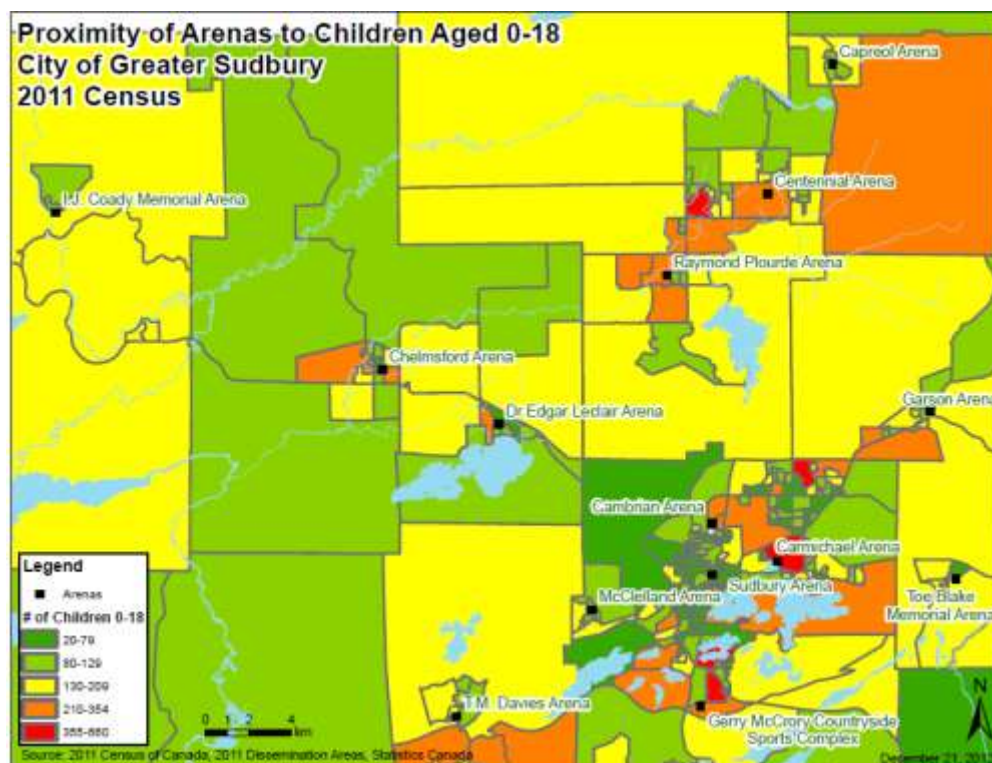 Proximity of Arenas to Children Aged 0-18
City of Greater Sudbury
2011 Census
Capreol Arena
I.J. Coady Memorial Arena
Centennial Arena
Raymond Plourde Arena
Chelmsford Arena
Garson Arena
Dr Edgar Leclair Arena
Cambrian Arena
Carmichael Arena
Sudbury Arena
McClelland Arena
Toe Blake
Memorial Arena
T.M. Davies Arena
Gerry McCrory Countryside
Sports Complex
N
Legend
Arenas
# of Children 0-18
20-79
80-129
130-209
210-354
355-660
0 1 2 4
km
Source: 2011 Census of Canada, 2011 Dissemination Areas, Statistics Canada
December 21, 2012